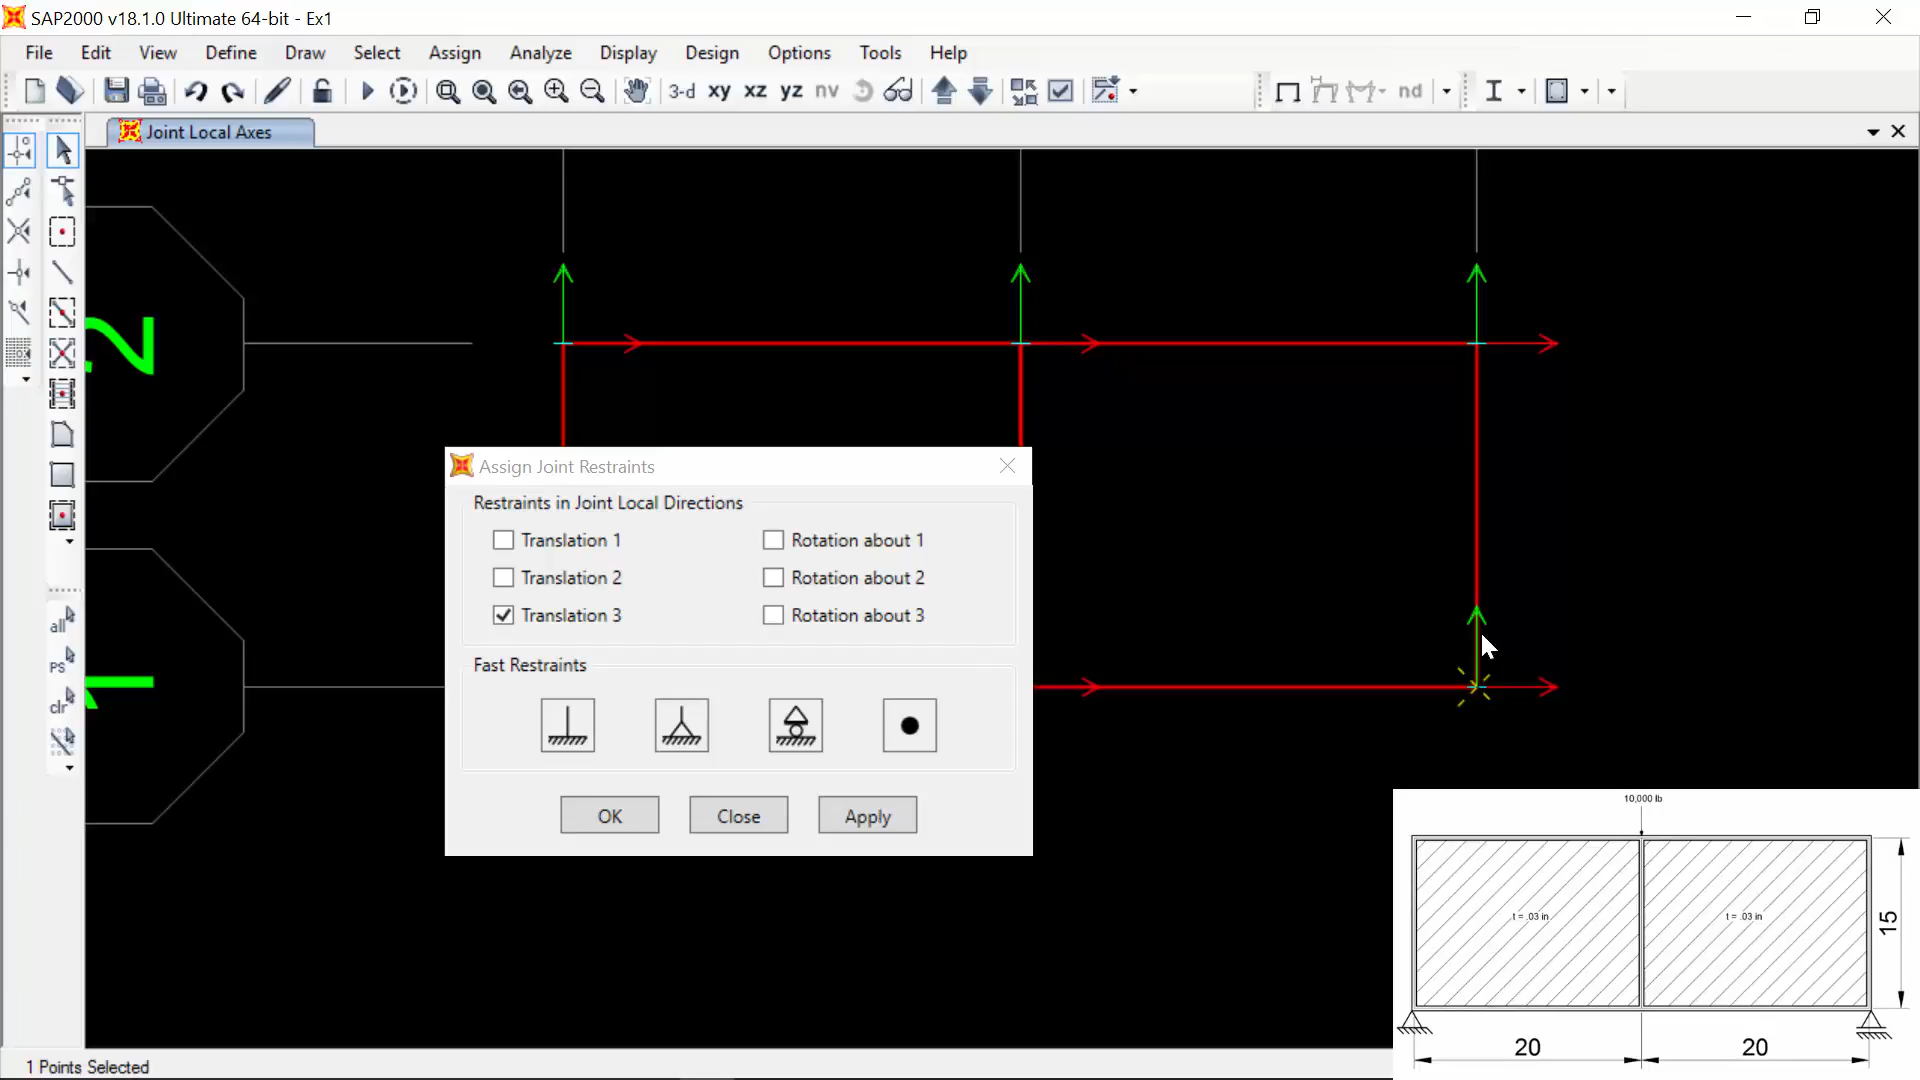 SAP2000 v18.1.0 Ultimate 64-bit - Ex1
File Edit View Define Draw Select Assign Analyze Display Design Options Tools Help
3-d xy xz yz nv nd
Joint Local Axes
2
1
Assign Joint Restraints
Restraints in Joint Local Directions
Translation 1 Rotation about 1
Translation 2 Rotation about 2
Translation 3 Rotation about 3
Fast Restraints
OK Close Apply
all
PS
clr
10,000 lb
t = .03 in t = .03 in
15
20 20
1 Points Selected